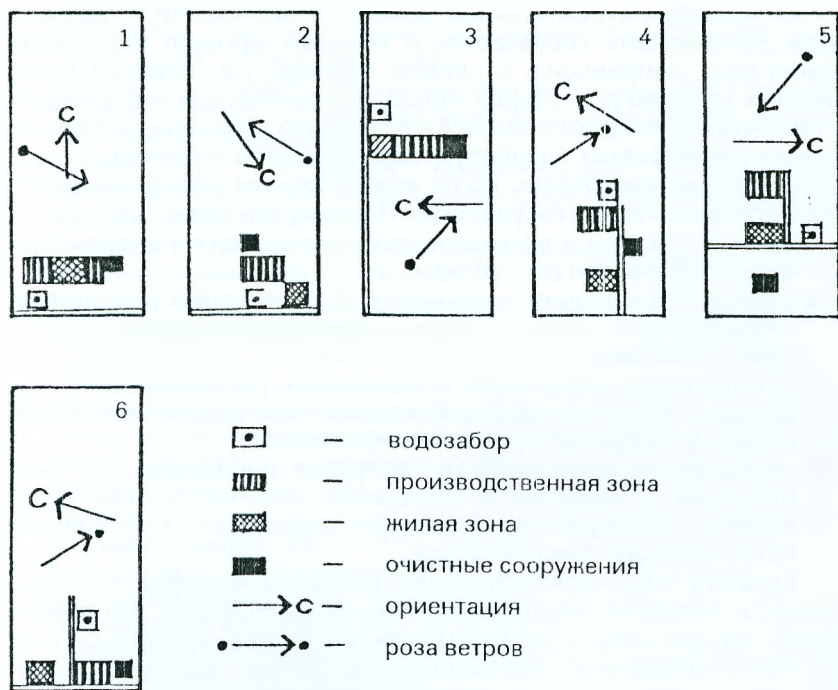 1
2
3
4
5
С
С
С
С
С
6
С
— водозабор
— производственная зона
— жилая зона
— очистные сооружения
С — ориентация
— роза ветров